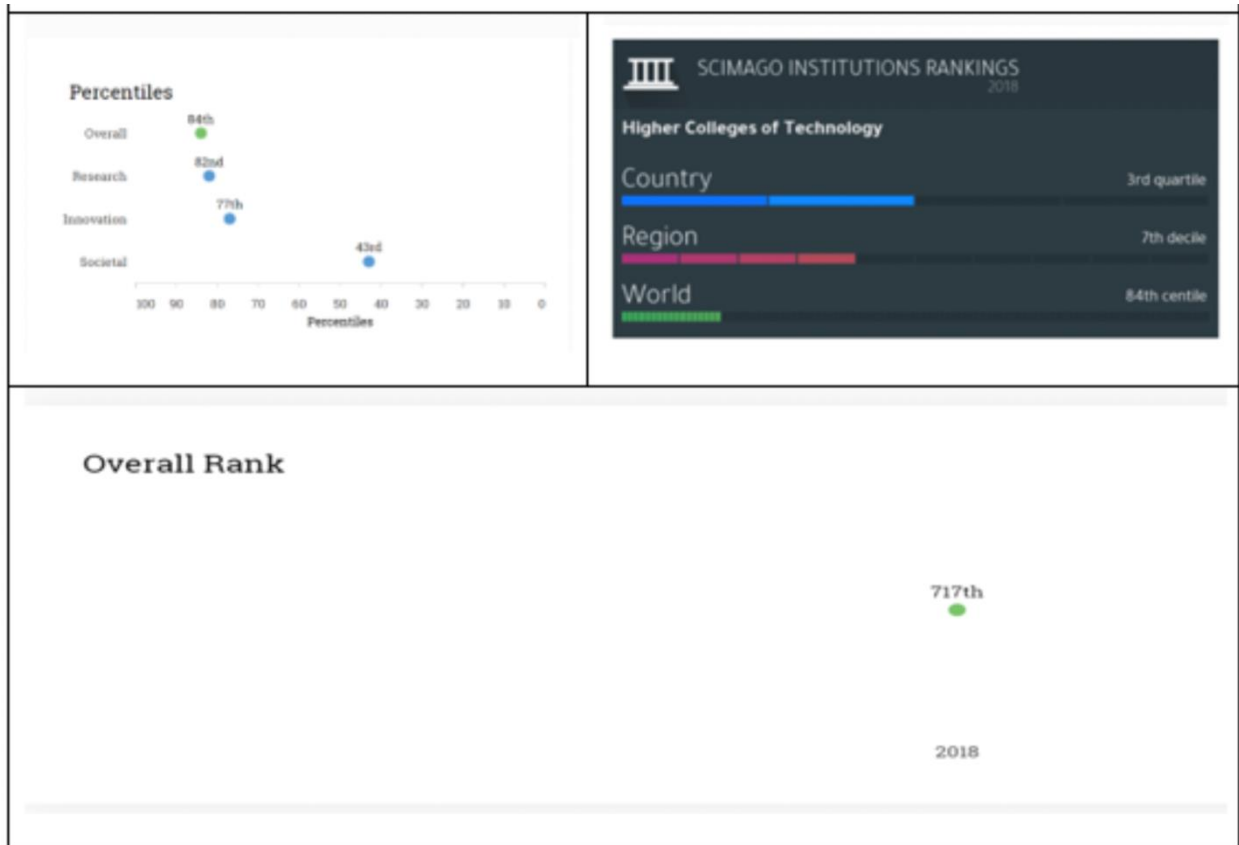 Percentiles
84th
Overall
82nd
Research
77th
Innovation
43rd
Societal
100 90 80 70 60 50 40 30 20 10 0
Percentiles
SCIMAGO INSTITUTIONS RANKINGS
2018
Higher Colleges of Technology
Country 3rd quartile
Region 7th decile
World 84th centile
Overall Rank
717th
2018